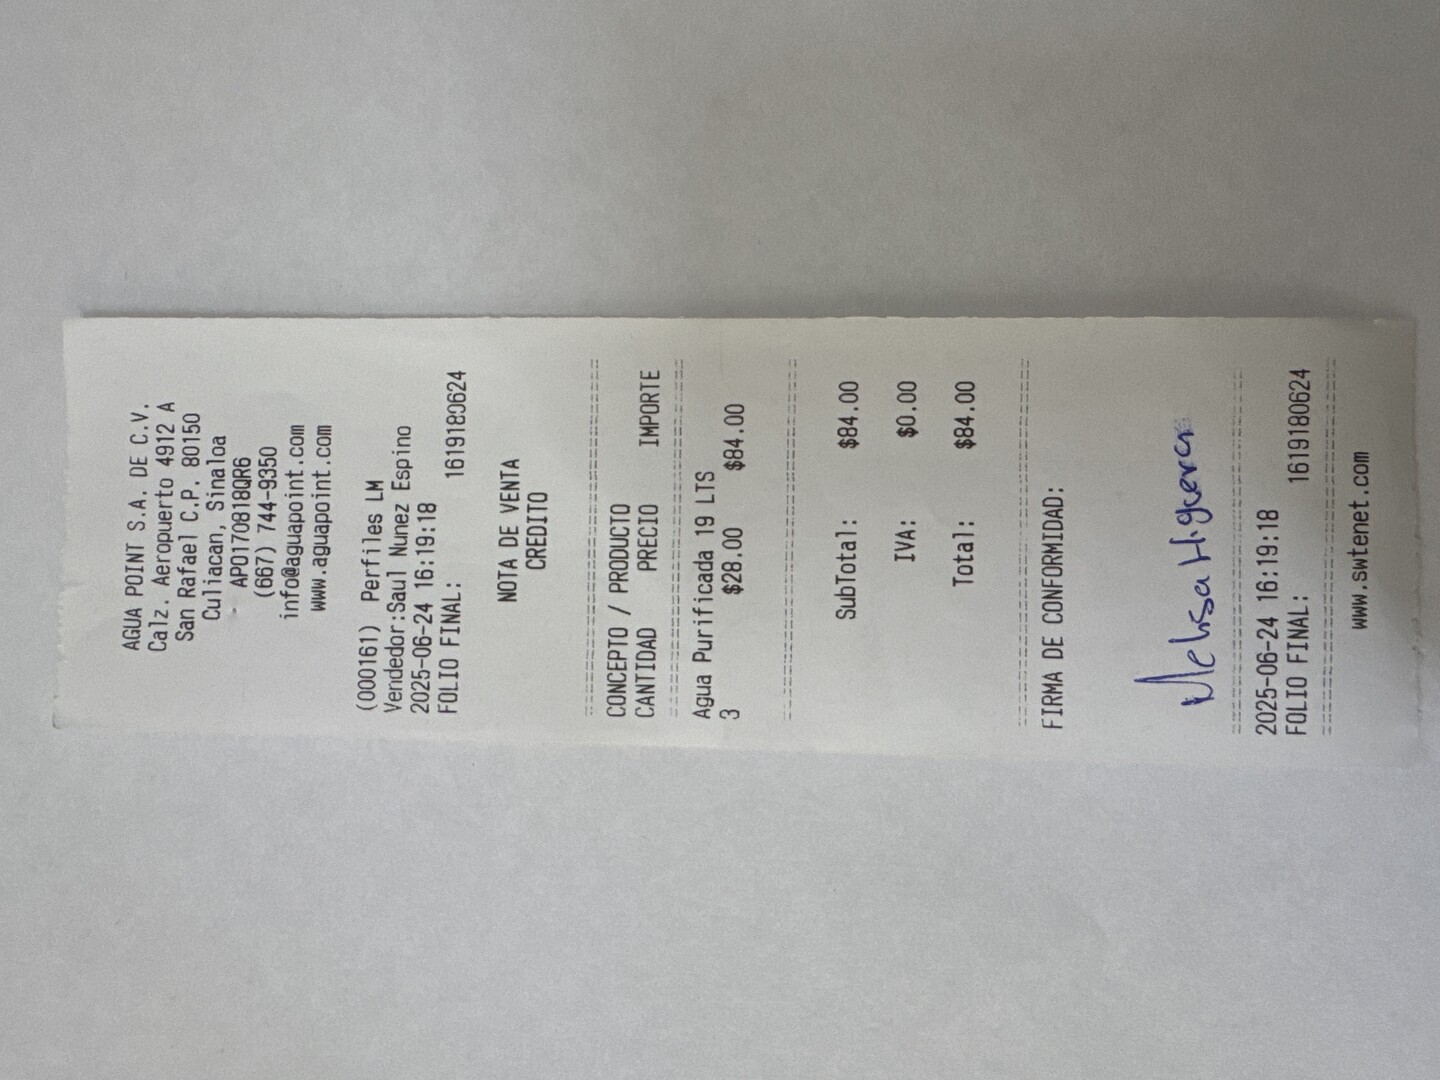 AGUA POINT S.A. DE C.V.
Calz. Aeropuerto 4912 A
San Rafael C.P. 80150
Culiacan, Sinaloa
APO170818QR6
(667) 744-9350
info@aguapoint.com
www.aguapoint.com
(000161) Perfiles LM
Vendedor:Saul Nunez Espino
2025-06-24 16:19:18
FOLIO FINAL: 1619180624
NOTA DE VENTA
CREDITO
CONCEPTO / PRODUCTO
CANTIDAD PRECIO IMPORTE
Agua Purificada 19 LTS
3 $28.00 $84.00
SubTotal: $84.00
IVA: $0.00
Total: $84.00
FIRMA DE CONFORMIDAD:
Melisa Higuera
2025-06-24 16:19:18
FOLIO FINAL: 1619180624
www.swtenet.com